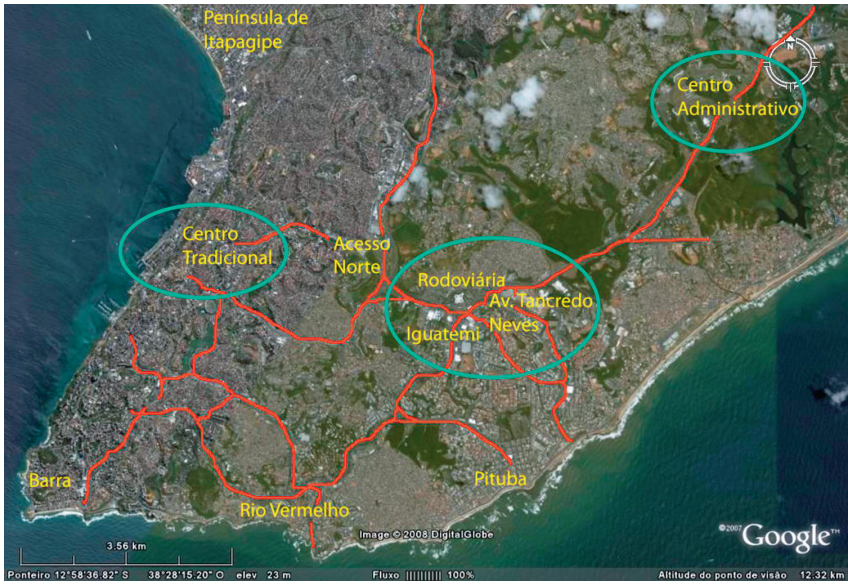 Península de
Itapagipe
N
Centro
Administrativo
Centro
Tradicional
Acesso
Norte
Rodoviária
Av. Tancredo
Neves
Iguatemi
Barra
Rio Vermelho
Pituba
Image © 2008 DigitalGlobe
©2007 Google™
3.56 km
Ponteiro 12°58'36.82" S 38°28'15.20" O elev 23 m Fluxo |||||||||| 100% Altitude do ponto de visão 12.32 km